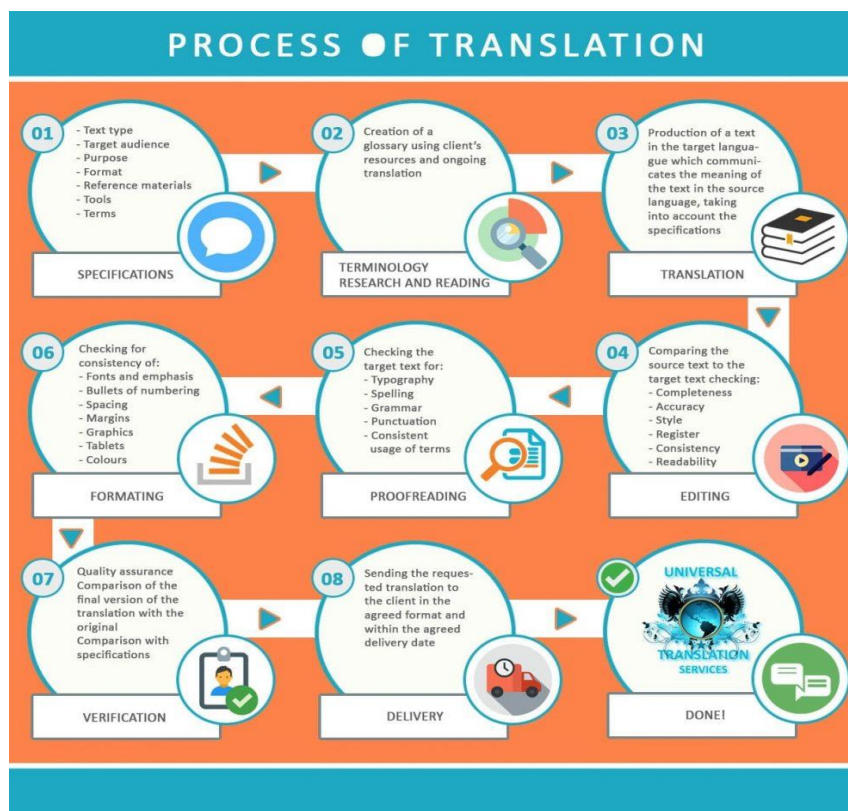 PROCESS OF TRANSLATION
01
- Text type
- Target audience
- Purpose
- Format
- Reference materials
- Tools
- Terms
SPECIFICATIONS
02
Creation of a
glossary using client's
resources and ongoing
translation
TERMINOLOGY
RESEARCH AND READING
03
Production of a text
in the target langua-
gue which communi-
cates the meaning of
the text in the source
language, taking
into account the
specifications
TRANSLATION
04
Comparing the
source text to the
target text checking:
- Completeness
- Accuracy
- Style
- Register
- Consistency
- Readability
EDITING
05
Checking the
target text for:
- Typography
- Spelling
- Grammar
- Punctuation
- Consistent
usage of terms
PROOFREADING
06
Checking for
consistency of:
- Fonts and emphasis
- Bullets of numbering
- Spacing
- Margins
- Graphics
- Tablets
- Colours
FORMATING
07
Quality assurance
Comparison of the
final version of the
translation with the
original
Comparison with
specifications
VERIFICATION
08
Sending the reques-
ted translation to
the client in the
agreed format and
within the agreed
delivery date
DELIVERY
UNIVERSAL
TRANSLATION
SERVICES
DONE!